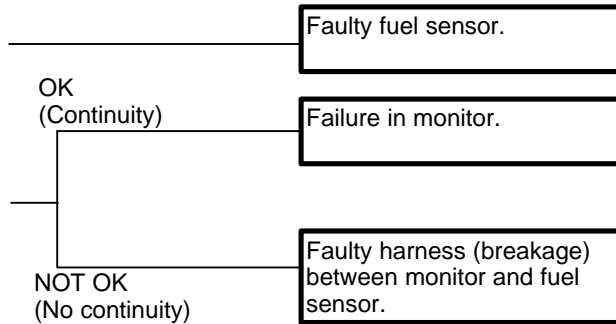 Faulty fuel sensor.
OK
(Continuity)
Failure in monitor.
Faulty harness (breakage)
between monitor and fuel
sensor.
NOT OK
(No continuity)